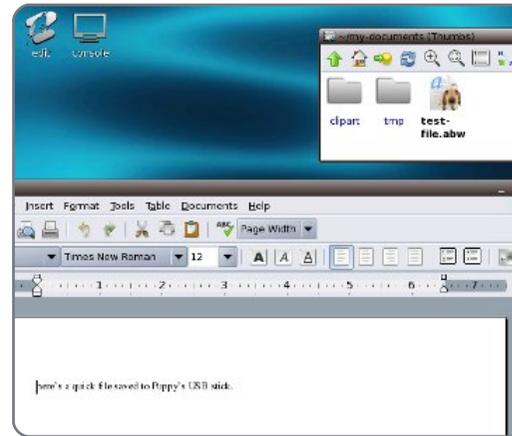 edit console
~/my-documents (Thumbs)
clipart tmp test-
file.abw
Insert Format Tools Table Documents Help
ABC Page Width
Times New Roman 12 A A A
1 2 3 4 5 6 7
here's a quick file saved to Puppy's USB stick.